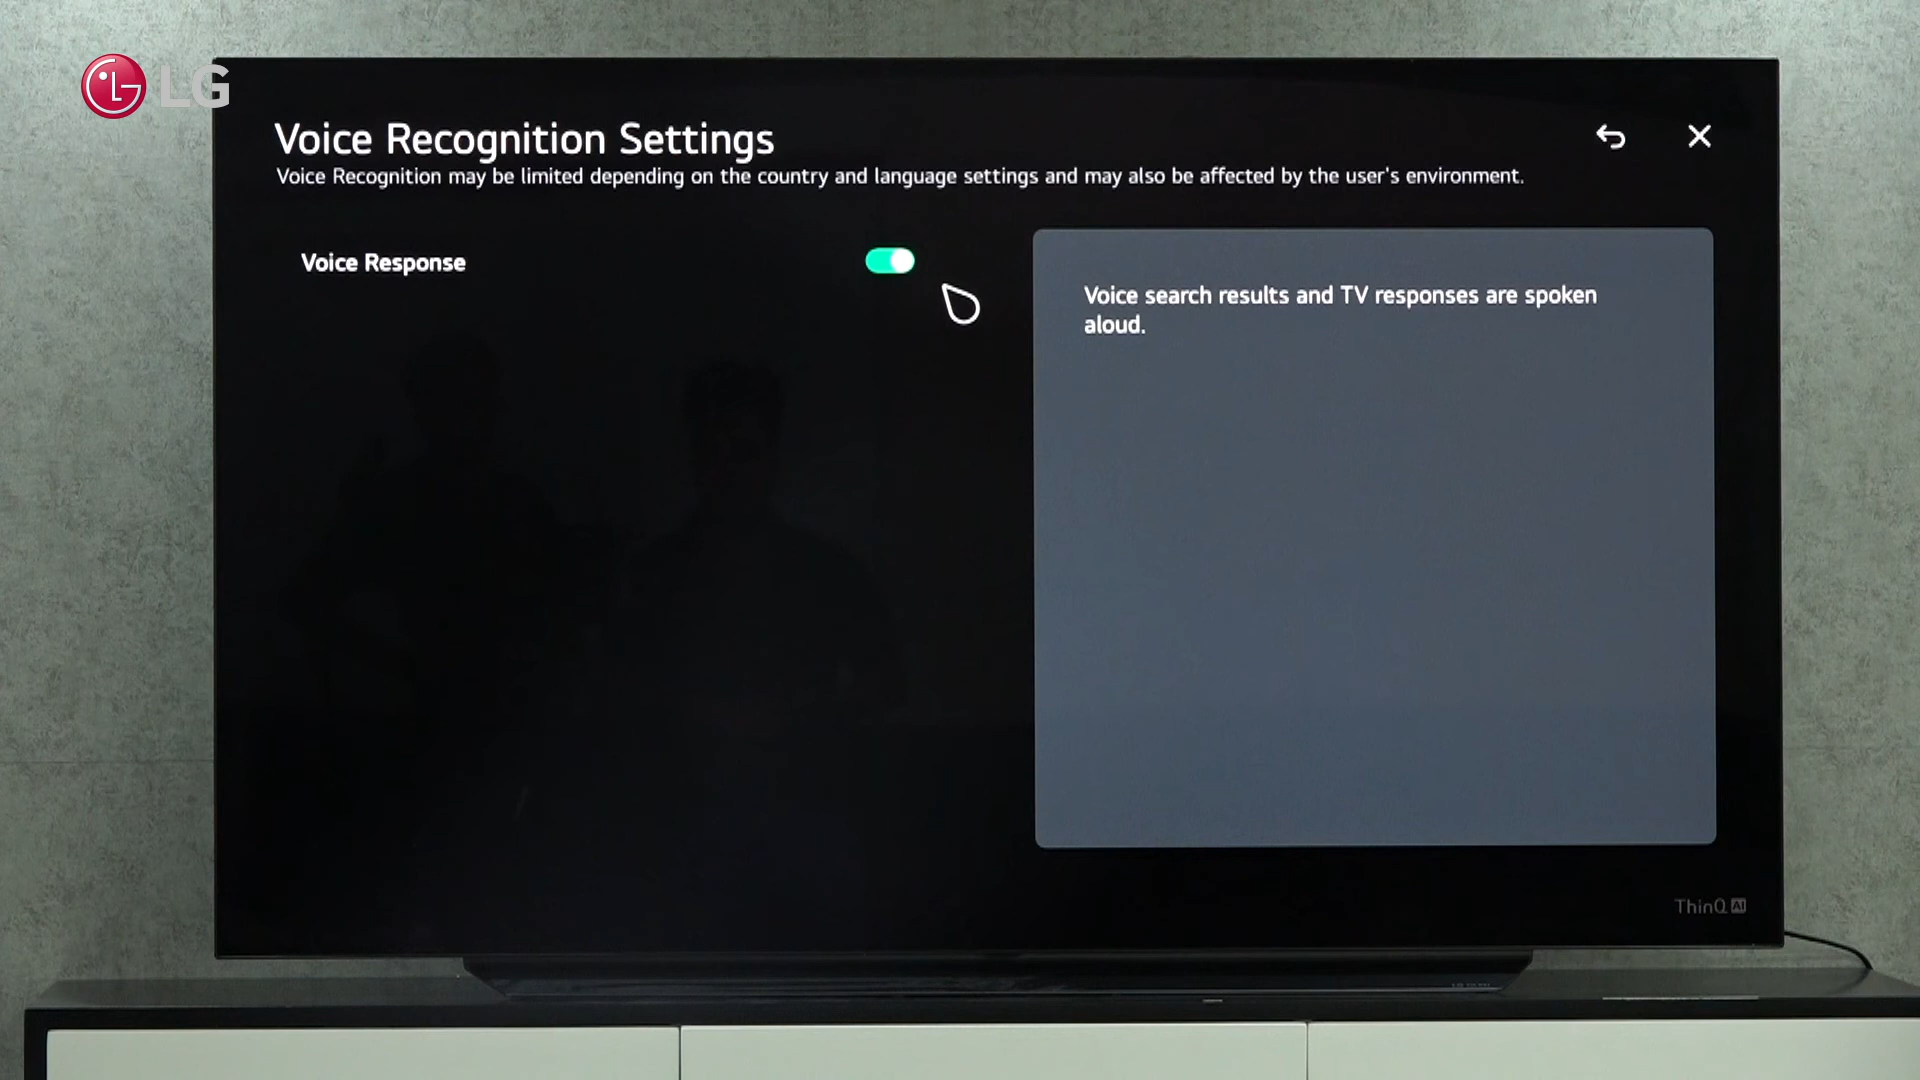 LG
Voice Recognition Settings
Voice Recognition may be limited depending on the country and language settings and may also be affected by the user's environment.
Voice Response
Voice search results and TV responses are spoken
aloud.
ThinQ AI